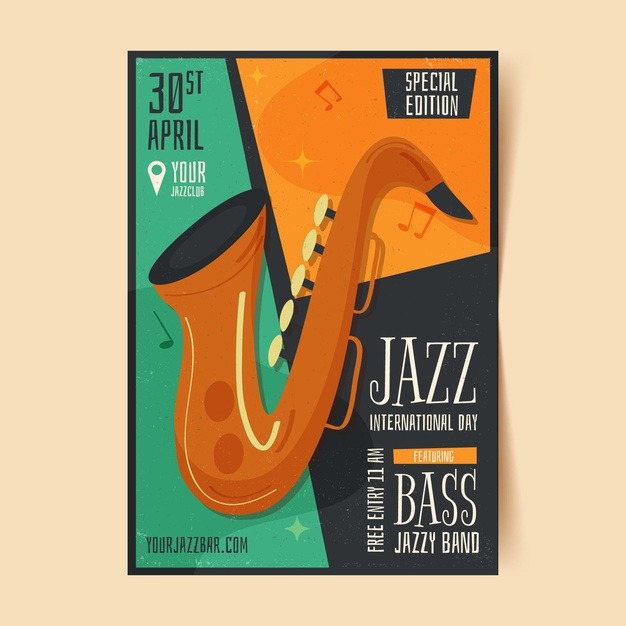 30ST
APRIL
YOUR
JAZZCLUB
SPECIAL
EDITION
JAZZ
INTERNATIONAL DAY
FREE ENTRY 11 AM
FEATURING
BASS
JAZZY BAND
YOURJAZZBAR.COM